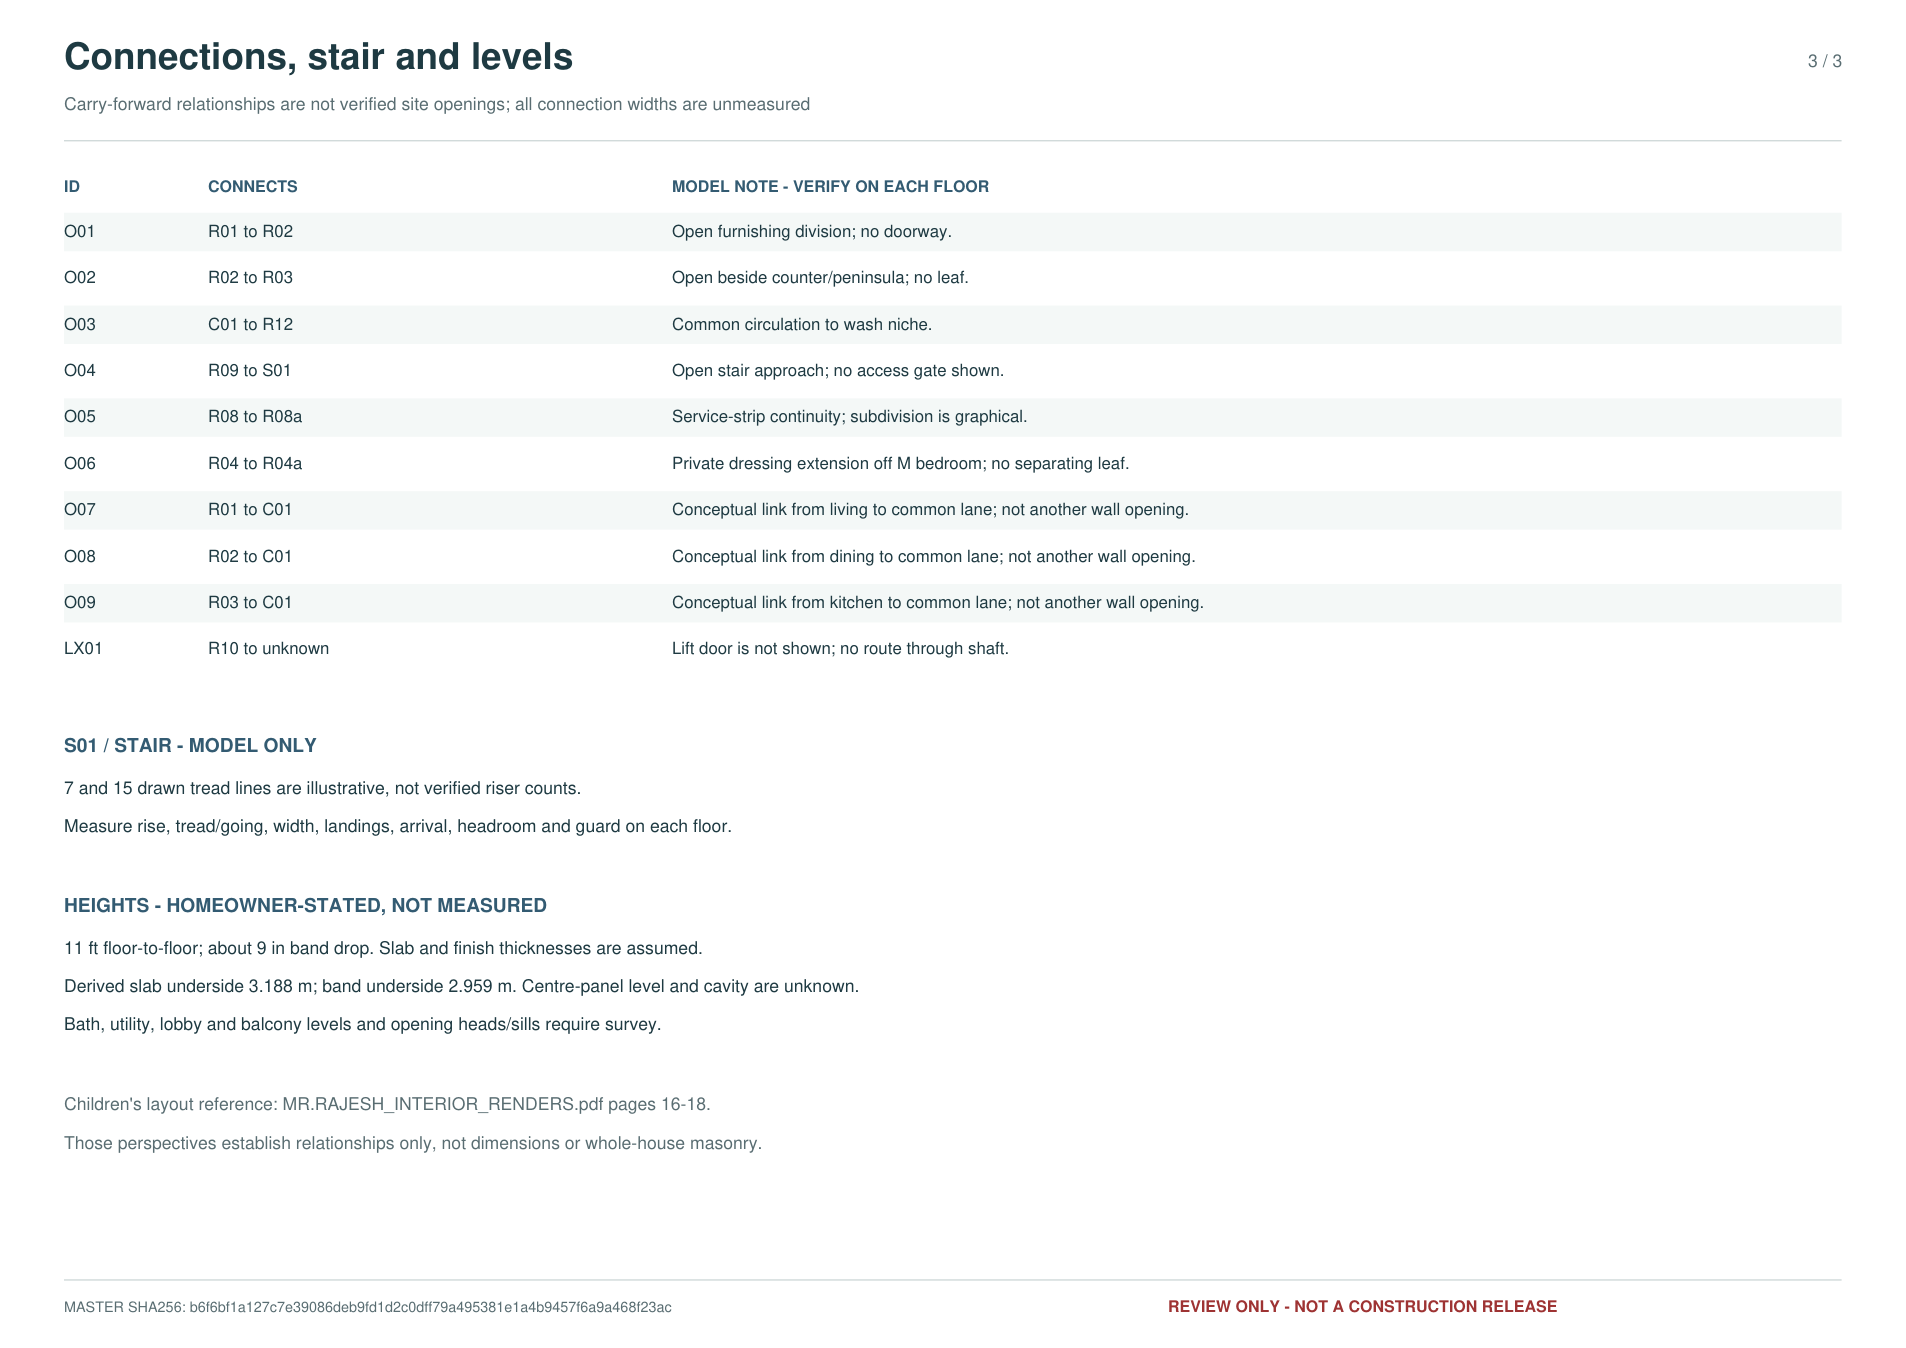 Connections, stair and levels
3 / 3
Carry-forward relationships are not verified site openings; all connection widths are unmeasured
ID CONNECTS MODEL NOTE - VERIFY ON EACH FLOOR
O01 R01 to R02 Open furnishing division; no doorway.
O02 R02 to R03 Open beside counter/peninsula; no leaf.
O03 C01 to R12 Common circulation to wash niche.
O04 R09 to S01 Open stair approach; no access gate shown.
O05 R08 to R08a Service-strip continuity; subdivision is graphical.
O06 R04 to R04a Private dressing extension off M bedroom; no separating leaf.
O07 R01 to C01 Conceptual link from living to common lane; not another wall opening.
O08 R02 to C01 Conceptual link from dining to common lane; not another wall opening.
O09 R03 to C01 Conceptual link from kitchen to common lane; not another wall opening.
LX01 R10 to unknown Lift door is not shown; no route through shaft.
S01 / STAIR - MODEL ONLY
7 and 15 drawn tread lines are illustrative, not verified riser counts.
Measure rise, tread/going, width, landings, arrival, headroom and guard on each floor.
HEIGHTS - HOMEOWNER-STATED, NOT MEASURED
11 ft floor-to-floor; about 9 in band drop. Slab and finish thicknesses are assumed.
Derived slab underside 3.188 m; band underside 2.959 m. Centre-panel level and cavity are unknown.
Bath, utility, lobby and balcony levels and opening heads/sills require survey.
Children's layout reference: MR.RAJESH_INTERIOR_RENDERS.pdf pages 16-18.
Those perspectives establish relationships only, not dimensions or whole-house masonry.
MASTER SHA256: b6f6bf1a127c7e39086deb9fd1d2c0dff79a495381e1a4b9457f6a9a468f23ac
REVIEW ONLY - NOT A CONSTRUCTION RELEASE